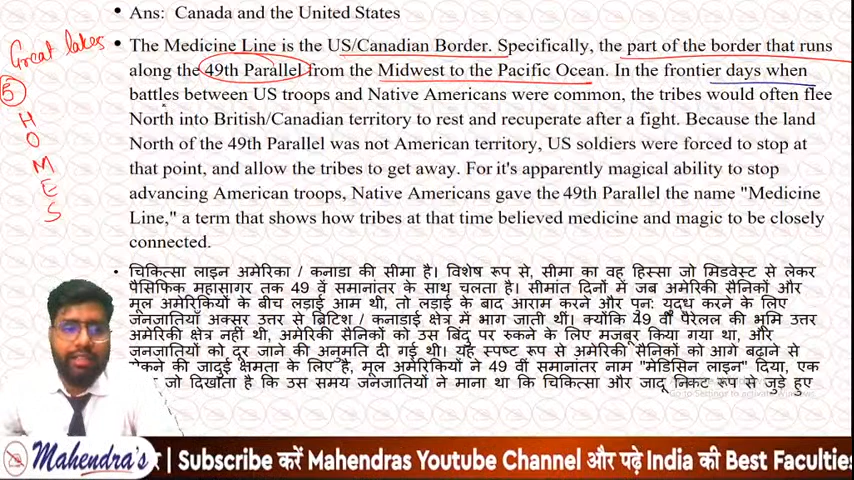 • Ans: Canada and the United States
• The Medicine Line is the US/Canadian Border. Specifically, the part of the border that runs
along the 49th Parallel from the Midwest to the Pacific Ocean. In the frontier days when
battles between US troops and Native Americans were common, the tribes would often flee
North into British/Canadian territory to rest and recuperate after a fight. Because the land
North of the 49th Parallel was not American territory, US soldiers were forced to stop at
that point, and allow the tribes to get away. For it's apparently magical ability to stop
advancing American troops, Native Americans gave the 49th Parallel the name "Medicine
Line," a term that shows how tribes at that time believed medicine and magic to be closely
connected.
• चिकित्सा लाइन अमेरिका / कनाडा की सीमा है। विशेष रूप से, सीमा का वह हिस्सा जो मिडवेस्ट से लेकर
पैसिफिक महासागर तक 49 वें समानांतर के साथ चलता है। सीमांत दिनों में जब अमेरिकी सैनिकों और
मूल अमेरिकियों के बीच लड़ाई आम थी, तो लड़ाई के बाद आराम करने और पुन: युद्ध करने के लिए
जनजातियाँ अक्सर उत्तर से ब्रिटिश / कनाडाई क्षेत्र में भाग जाती थीं। क्योंकि 49 वें पैरेलल की भूमि उत्तर
अमेरिकी क्षेत्र नहीं थी, अमेरिकी सैनिकों को उस बिंदु पर रुकने के लिए मजबूर किया गया था, और
जनजातियों को दूर जाने की अनुमति दी गई थी। यह स्पष्ट रूप से अमेरिकी सैनिकों को आगे बढ़ाने से
रोकने की जादुई क्षमता के लिए है, मूल अमेरिकियों ने 49 वीं समानांतर नाम "मेडिसिन लाइन" दिया, एक
जो दिखाता है कि उस समय जनजातियों ने माना था कि चिकित्सा और जादू निकट रूप से जुड़े हुए
Great lakes
5
H
O
M
E
S
Go to Settings to activate Windows.
Mahendra's
| Subscribe करें Mahendras Youtube Channel और पढ़े India की Best Faculties